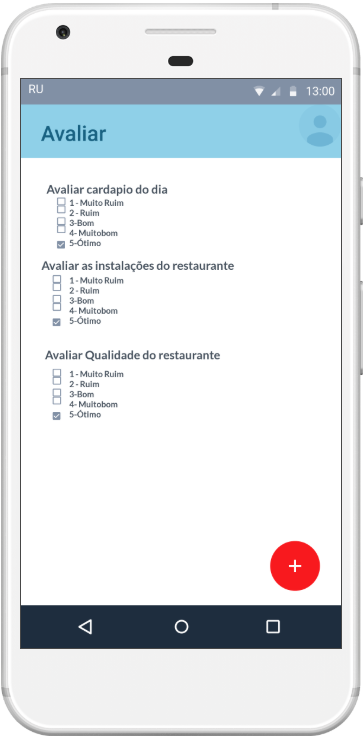 RU 13:00
Avaliar
Avaliar cardapio do dia
1 - Muito Ruim
2 - Ruim
3-Bom
4- Muitobom
5-Ótimo
Avaliar as instalações do restaurante
1 - Muito Ruim
2 - Ruim
3-Bom
4- Muitobom
5-Ótimo
Avaliar Qualidade do restaurante
1 - Muito Ruim
2 - Ruim
3-Bom
4- Muitobom
5-Ótimo
+